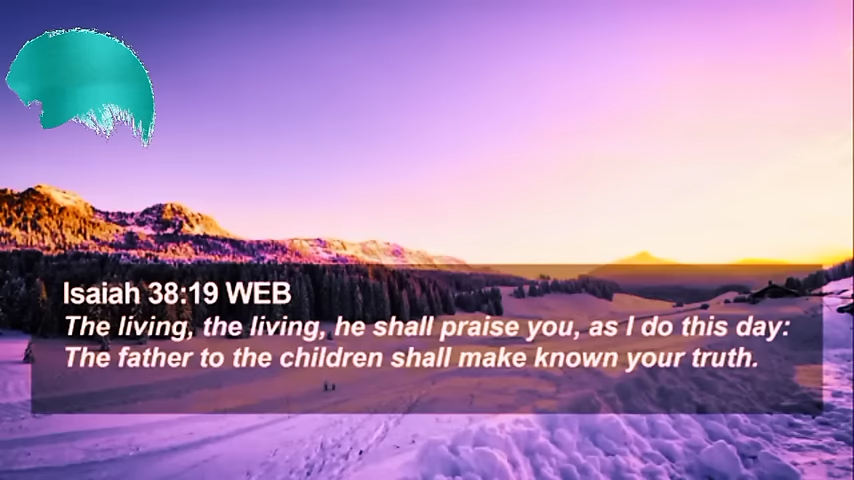 Isaiah 38:19 WEB
The living, the living, he shall praise you, as I do this day:
The father to the children shall make known your truth.